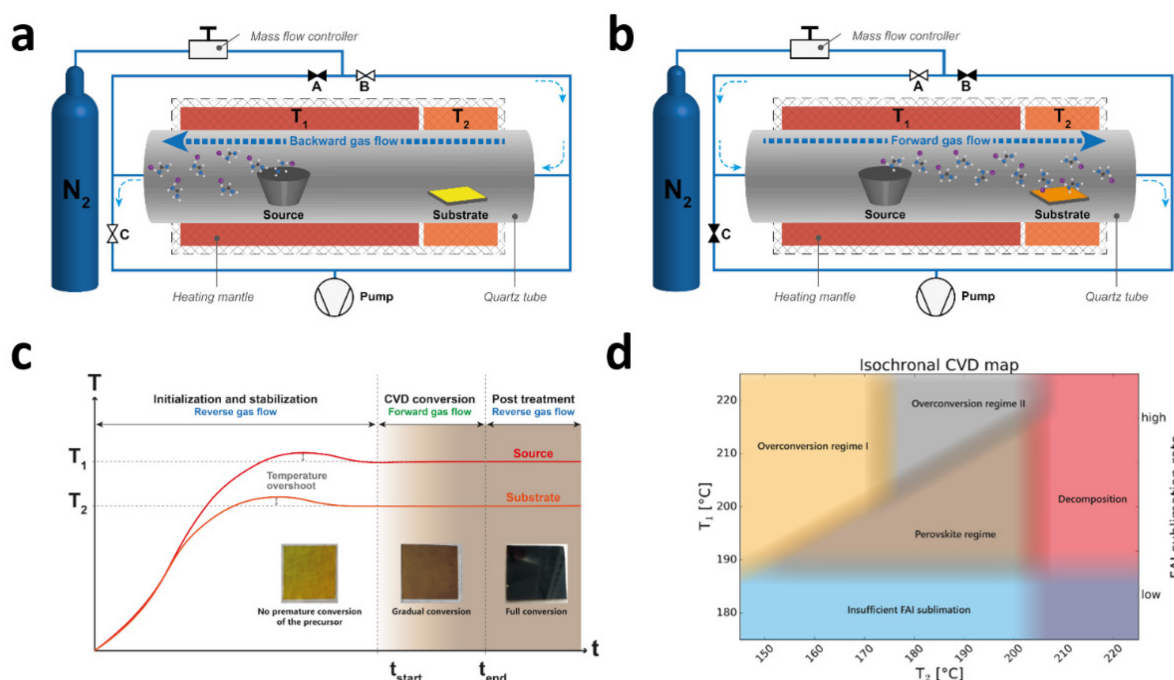 a
Mass flow controller
A
B
T1
T2
Backward gas flow
N2
Source
Substrate
C
Heating mantle
Pump
Quartz tube
b
Mass flow controller
A
B
T1
T2
Forward gas flow
N2
Source
Substrate
C
Heating mantle
Pump
Quartz tube
c
T
Initialization and stabilization
Reverse gas flow
CVD conversion
Forward gas flow
Post treatment
Reverse gas flow
T1
Source
Temperature
overshoot
T2
Substrate
No premature conversion
of the precursor
Gradual conversion
Full conversion
t
tstart
tend
d
Isochronal CVD map
220
210
200
190
180
T1 [°C]
Overconversion regime I
Overconversion regime II
Decomposition
Perovskite regime
Insufficient FAI sublimation
high
low
FAI sublimation rate
150
160
170
180
190
200
210
220
T2 [°C]